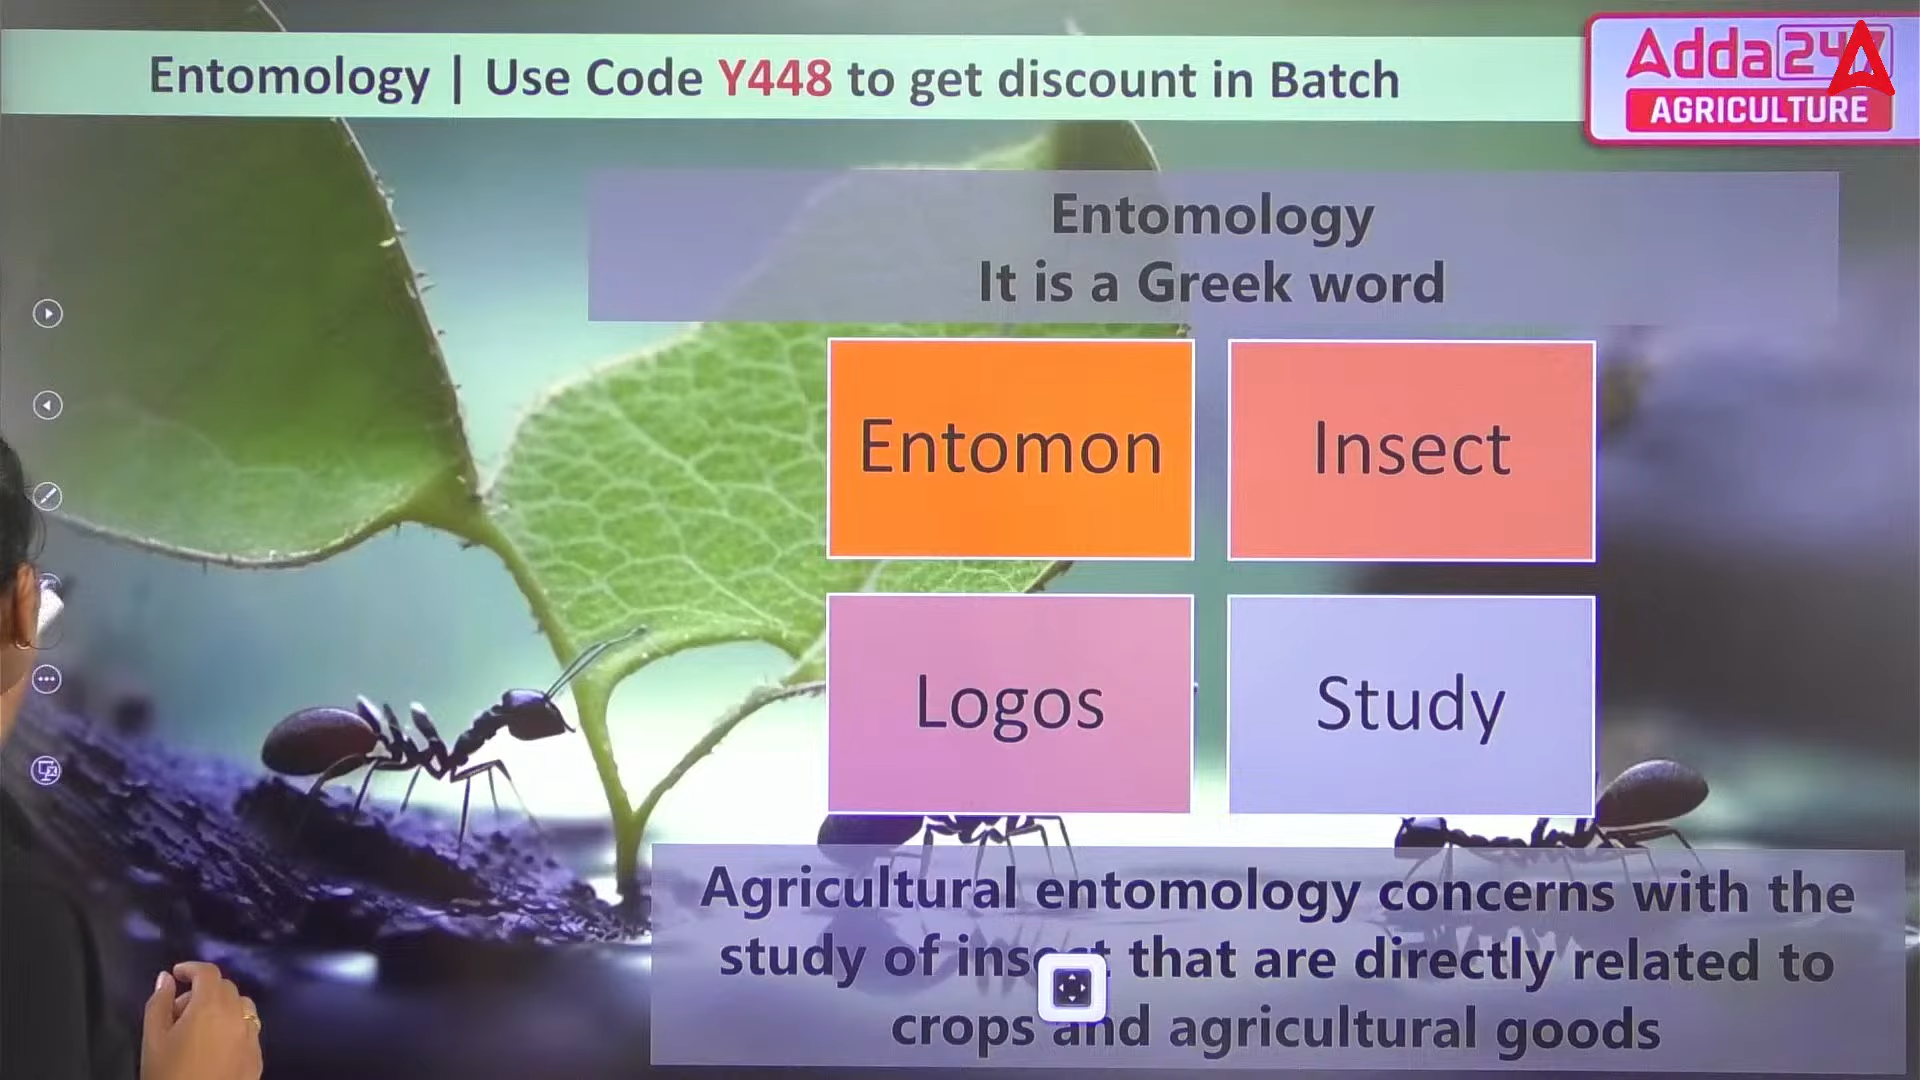 Entomology | Use Code Y448 to get discount in Batch
Adda247
AGRICULTURE
Entomology
It is a Greek word
Entomon
Insect
Logos
Study
Agricultural entomology concerns with the
study of insect that are directly related to
crops and agricultural goods